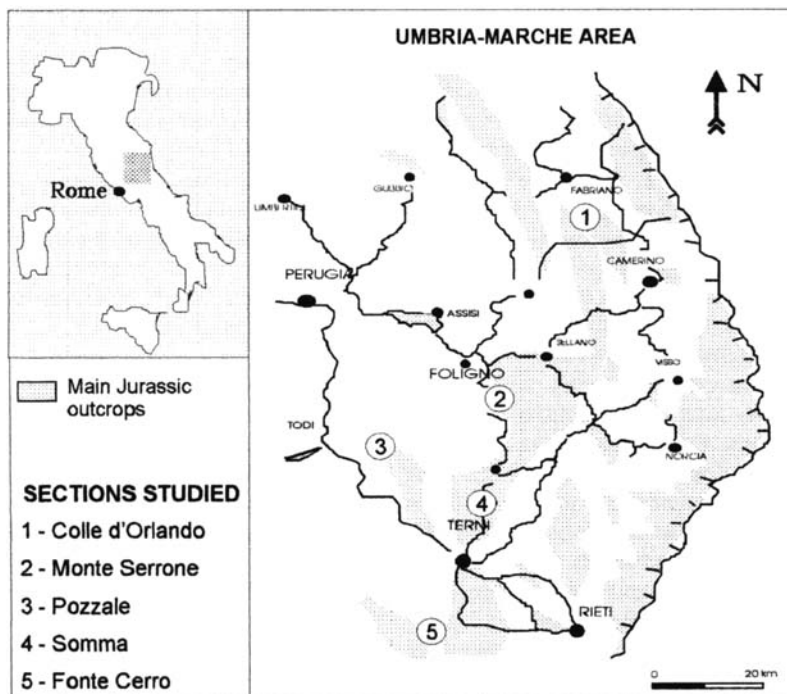 UMBRIA-MARCHE AREA
N
Rome
Main Jurassic
outcrops
SECTIONS STUDIED
1 - Colle d'Orlando
2 - Monte Serrone
3 - Pozzale
4 - Somma
5 - Fonte Cerro
GUBBIO
FABRIANO
1
PERUGIA
CAMERINO
ASSISI
SELLANO
VISSO
FOLIGNO
2
TODI
3
NORCIA
4
TERNI
RIETI
5
0 20 km